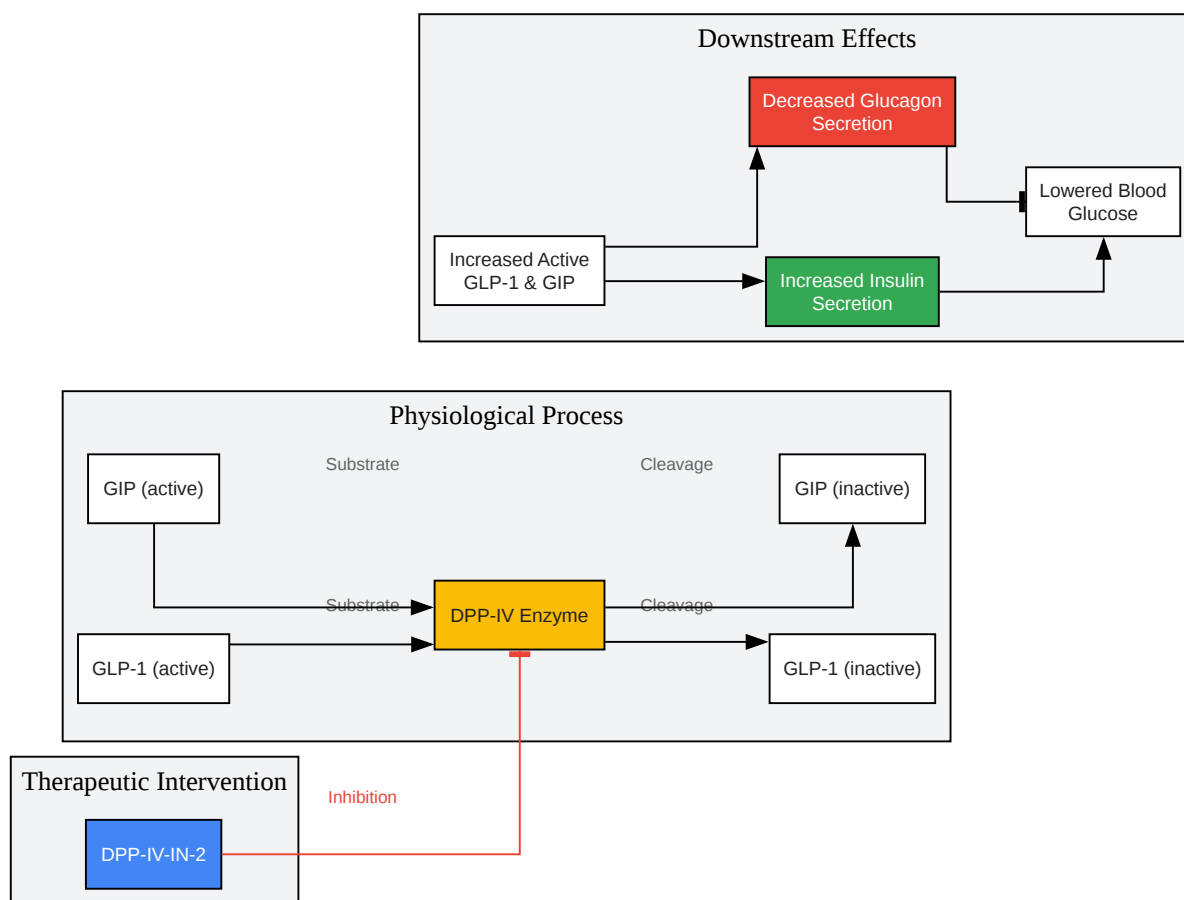 Downstream Effects
Decreased Glucagon
Secretion
Lowered Blood
Glucose
Increased Active
GLP-1 & GIP
Increased Insulin
Secretion
Physiological Process
Substrate
Cleavage
GIP (active)
GIP (inactive)
Substrate
DPP-IV Enzyme
Cleavage
GLP-1 (active)
GLP-1 (inactive)
Therapeutic Intervention
Inhibition
DPP-IV-IN-2